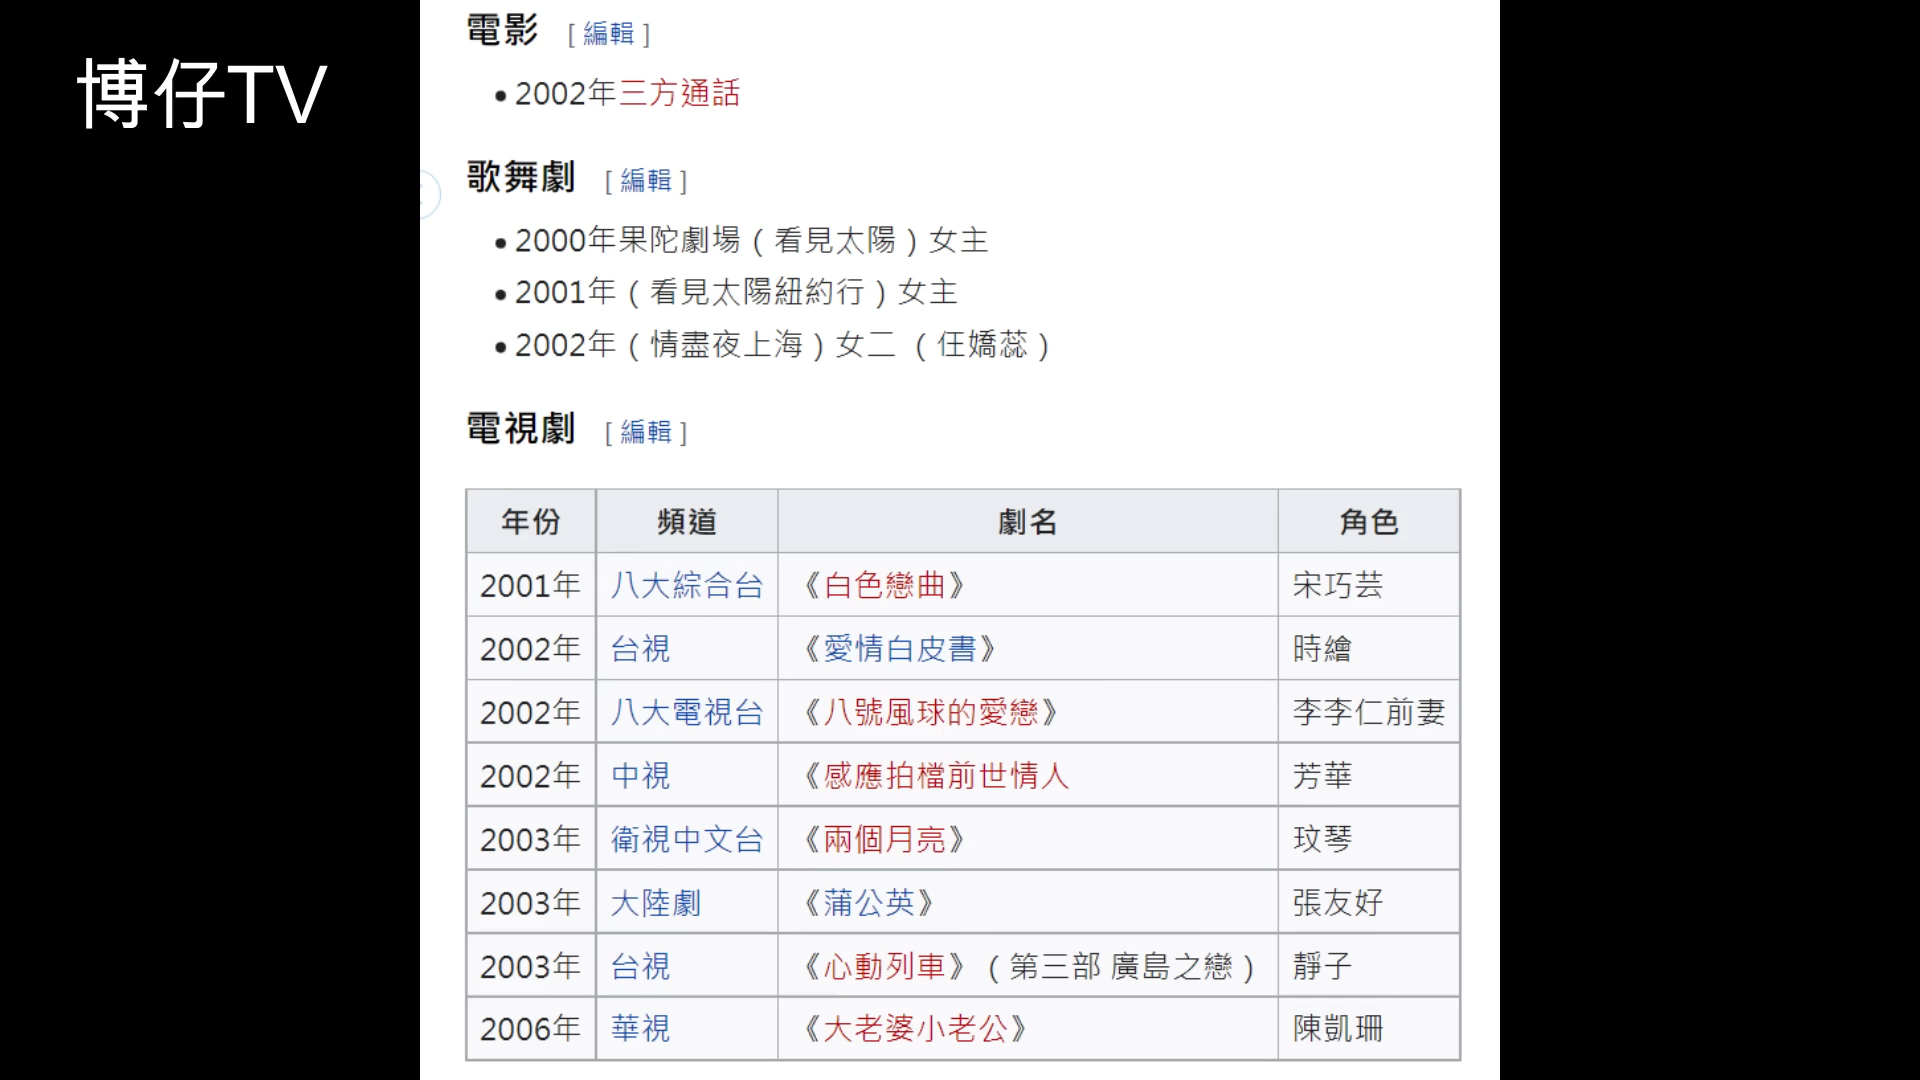 博仔TV
電影 [ 編輯 ]
• 2002年三方通話
歌舞劇 [ 編輯 ]
• 2000年果陀劇場（看見太陽）女主
• 2001年（看見太陽紐約行）女主
• 2002年（情盡夜上海）女二 （任嬌蕊）
電視劇 [ 編輯 ]
年份 頻道 劇名 角色
2001年 八大綜合台 《白色戀曲》 宋巧芸
2002年 台視 《愛情白皮書》 時繪
2002年 八大電視台 《八號風球的愛戀》 李李仁前妻
2002年 中視 《感應拍檔前世情人 芳華
2003年 衛視中文台 《兩個月亮》 玟琴
2003年 大陸劇 《蒲公英》 張友好
2003年 台視 《心動列車》（第三部 廣島之戀） 靜子
2006年 華視 《大老婆小老公》 陳凱珊